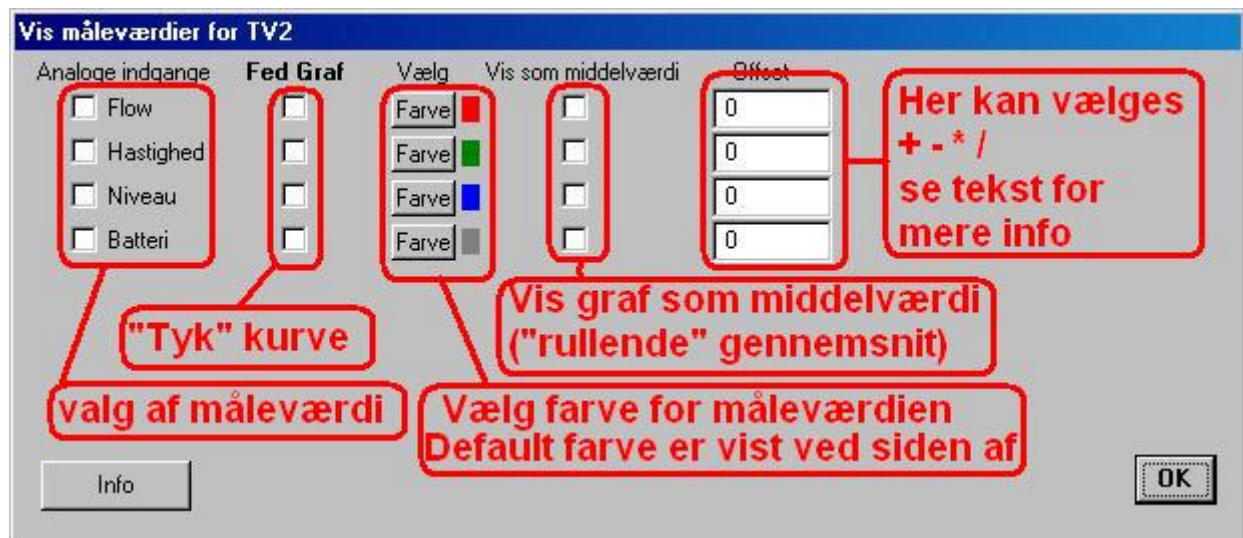 Vis måleværdier for TV2
Analoge indgange Fed Graf Vælg Vis som middelværdi Offset
Flow Farve 0
Hastighed Farve 0
Niveau Farve 0
Batteri Farve 0
Her kan vælges
+ - * /
se tekst for
mere info
"Tyk" kurve
Vis graf som middelværdi
("rullende" gennemsnit)
valg af måleværdi
Vælg farve for måleværdien
Default farve er vist ved siden af
Info
OK